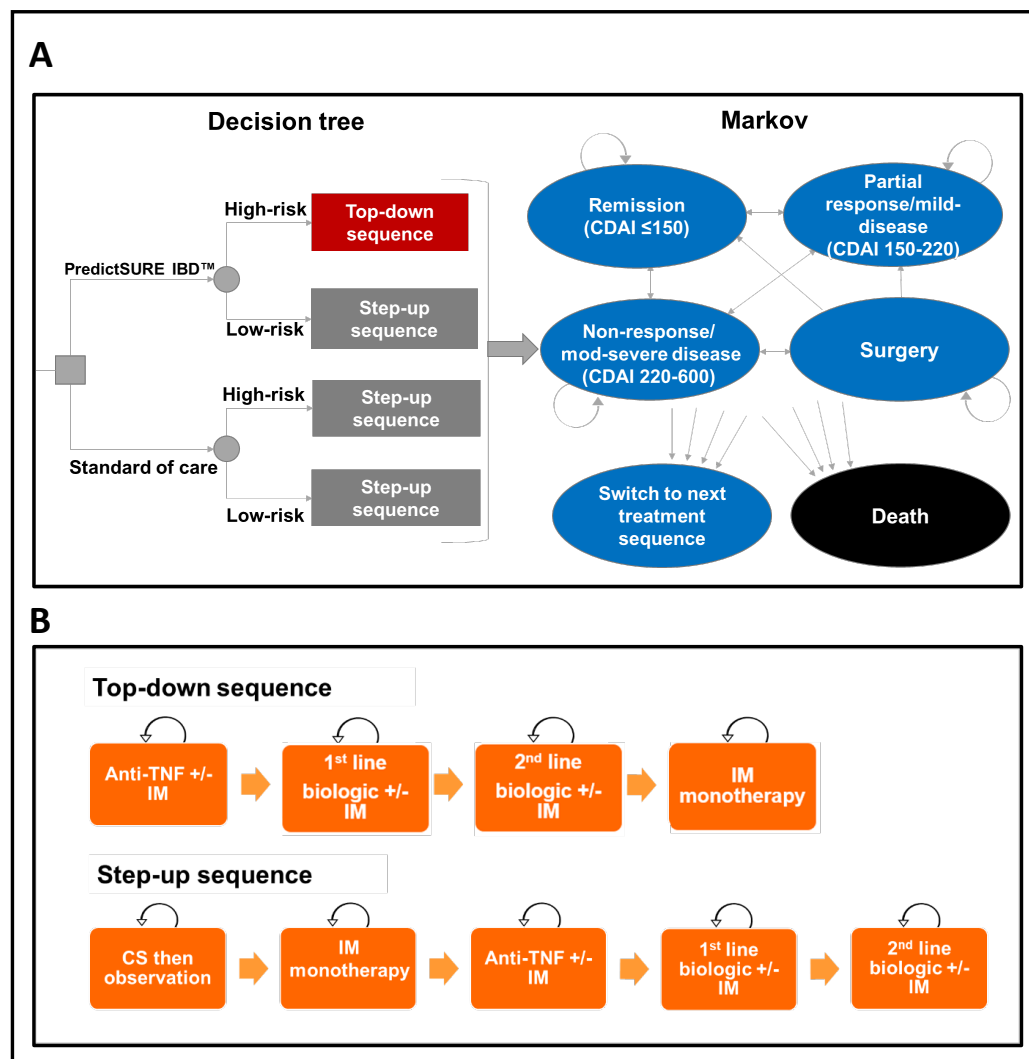 A
Decision tree
Markov
High-risk
Top-down
sequence
PredictSURE IBD™
Low-risk
Step-up
sequence
High-risk
Step-up
sequence
Standard of care
Low-risk
Step-up
sequence
Remission
(CDAI ≤150)
Partial
response/mild-
disease
(CDAI 150-220)
Non-response/
mod-severe disease
(CDAI 220-600)
Surgery
Switch to next
treatment
sequence
Death
B
Top-down sequence
Anti-TNF +/-
IM
1st line
biologic +/-
IM
2nd line
biologic +/-
IM
IM
monotherapy
Step-up sequence
CS then
observation
IM
monotherapy
Anti-TNF +/-
IM
1st line
biologic +/-
IM
2nd line
biologic +/-
IM